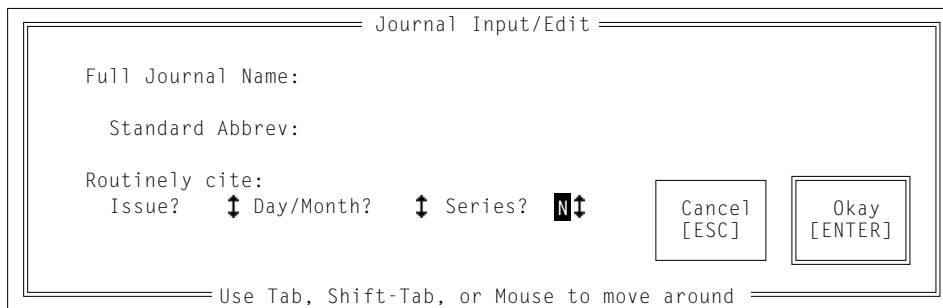 Journal Input/Edit
Full Journal Name:
Standard Abbrev:
Routinely cite:
Issue? ↕ Day/Month? ↕ Series? N↕
Cancel
[ESC]
Okay
[ENTER]
Use Tab, Shift-Tab, or Mouse to move around